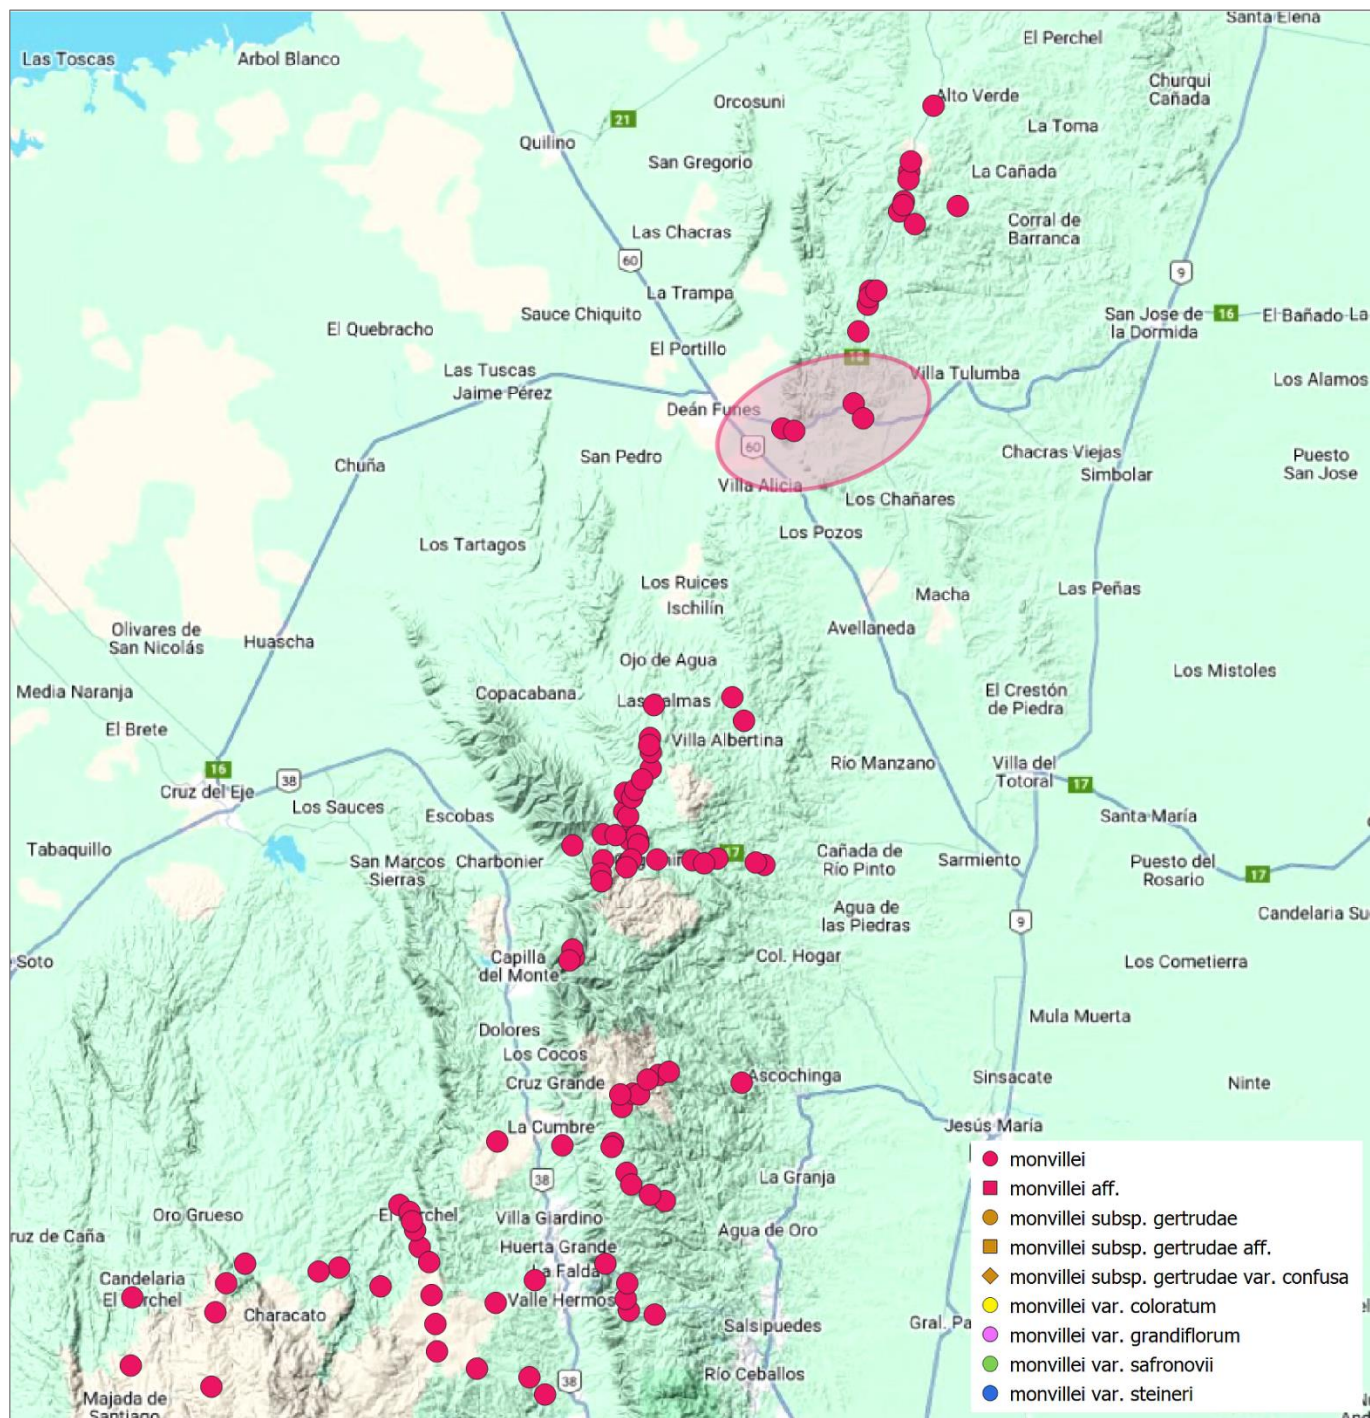 Santa Elena
El Perchel
Las Toscas
Arbol Blanco
Churqui
Cañada
Alto Verde
Orcosuni
21
La Toma
Quilino
San Gregorio
La Cañada
Corral de
Barranca
Las Chacras
60
9
La Trampa
Sauce Chiquito
San Jose de
la Dormida
16
El Bañado
La
El Quebracho
El Portillo
Las Tuscas
Villa Tulumba
Los Alamos
Jaime Pérez
Deán Funes
60
Chacras Viejas
San Pedro
Chuña
Puesto
San Jose
Simbolar
Villa Alicia
Los Chañares
Los Pozos
Los Tartagos
Los Ruices
Macha
Las Peñas
Ischilín
Olivares de
San Nicolás
Avellaneda
Huascha
Ojo de Agua
Los Mistoles
Media Naranja
Copacabana
El Crestón
de Piedra
El Brete
Villa Albertina
Río Manzano
Villa del
Totoral
16
38
17
Cruz del Eje
Los Sauces
Escobas
Santa María
Tabaquillo
San Marcos
Sierras
Charbonier
17
Cañada de
Río Pinto
Sarmiento
Puesto del
Rosario
17
Agua de
las Piedras
9
Candelaria Su
Soto
Capilla
del Monte
Col. Hogar
Los Cometierra
Mula Muerta
Dolores
Los Cocos
Cruz Grande
Ascochinga
Sinsacate
Ninte
La Cumbre
Jesús María
38
La Granja
Oro Grueso
Villa Giardino
ruz de Caña
Agua de Oro
Huerta Grande
La Falda
Candelaria
Characato
Salsipuedes
Gral. Pa
Río Ceballos
38
Majada de
Santiago
monvillei
monvillei aff.
monvillei subsp. gertrudae
monvillei subsp. gertrudae aff.
monvillei subsp. gertrudae var. confusa
monvillei var. coloratum
monvillei var. grandiflorum
monvillei var. safronovii
monvillei var. steineri